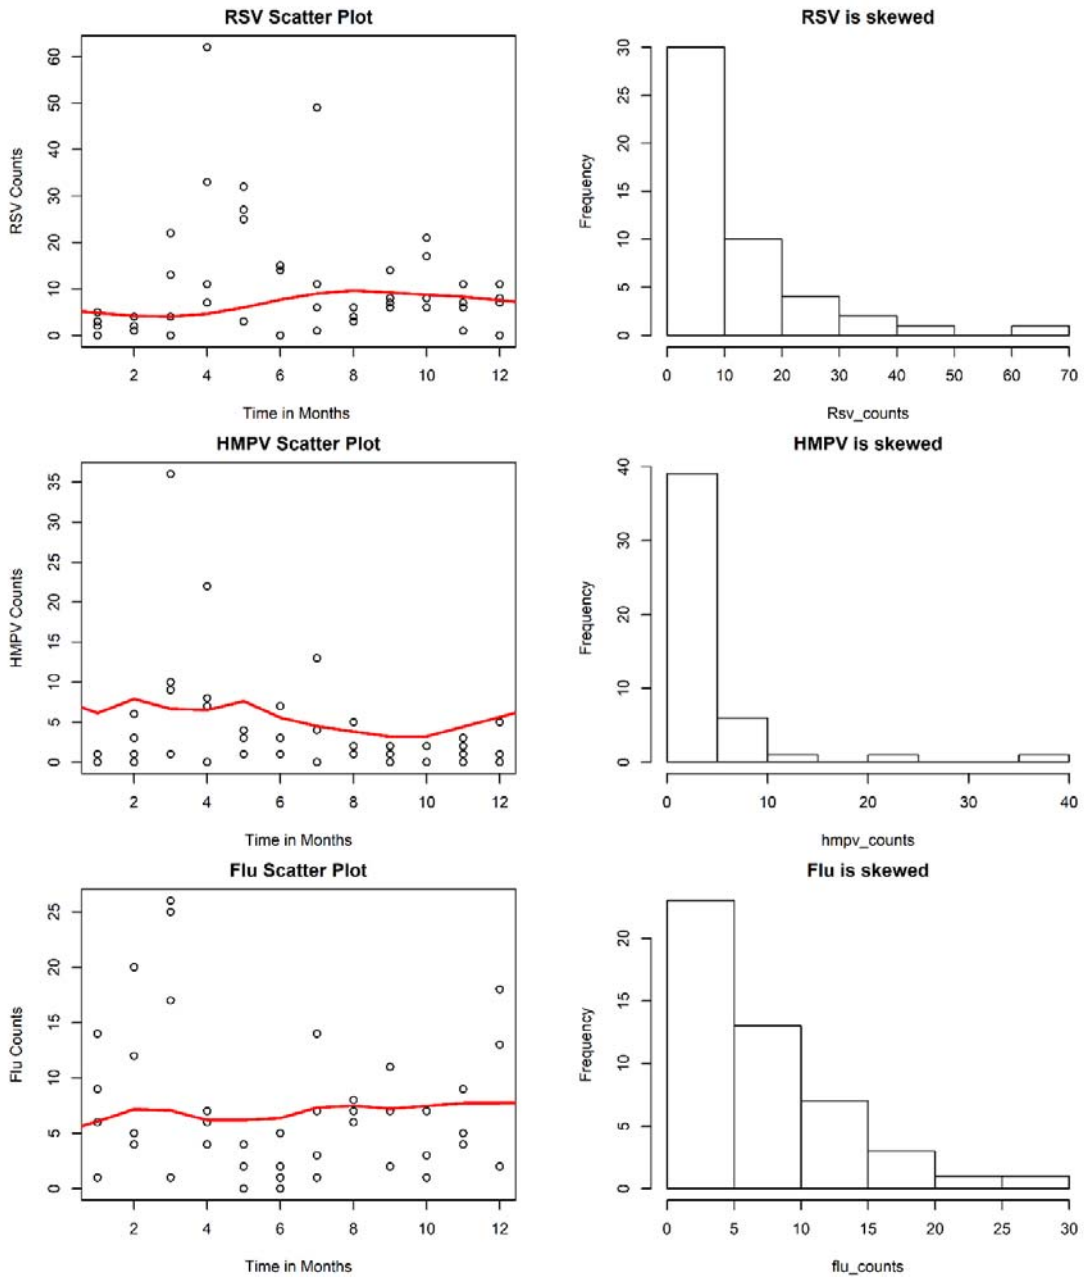 RSV Scatter Plot
RSV Counts
0 10 20 30 40 50 60
2 4 6 8 10 12
Time in Months
RSV is skewed
Frequency
0 5 10 15 20 25 30
0 10 20 30 40 50 60 70
Rsv_counts
HMPV Scatter Plot
HMPV Counts
0 5 10 15 20 25 30 35
2 4 6 8 10 12
Time in Months
HMPV is skewed
Frequency
0 10 20 30 40
0 10 20 30 40
hmpv_counts
Flu Scatter Plot
Flu Counts
0 5 10 15 20 25
2 4 6 8 10 12
Time in Months
Flu is skewed
Frequency
0 5 10 15 20
0 5 10 15 20 25 30
flu_counts